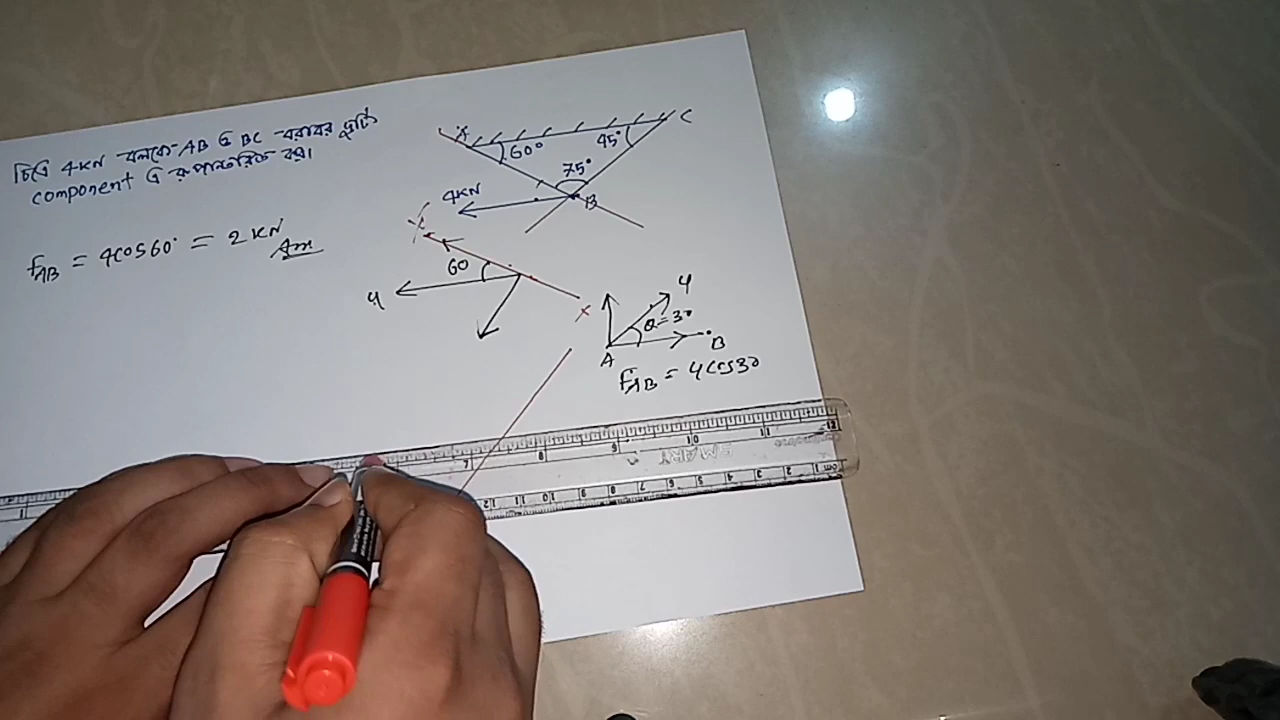 চিত্রে 4KN বলকে AB ও BC বরাবর দুটি
component এ রূপান্তরিত কর।
F_AB = 4cos60° = 2KN
Ans
A
C
60°
45°
75°
4KN
B
60
4
4
θ=30
A
B
F_AB = 4cos30